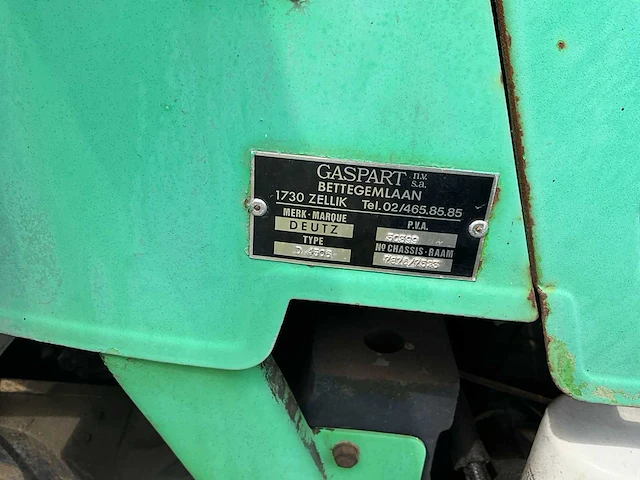 GASPART n.v. s.a.
BETTEGEMLAAN
1730 ZELLIK Tel. 02/465.85.85
MERK - MARQUE
DEUTZ
TYPE
P.V.A.
Nº CHASSIS - RAAM